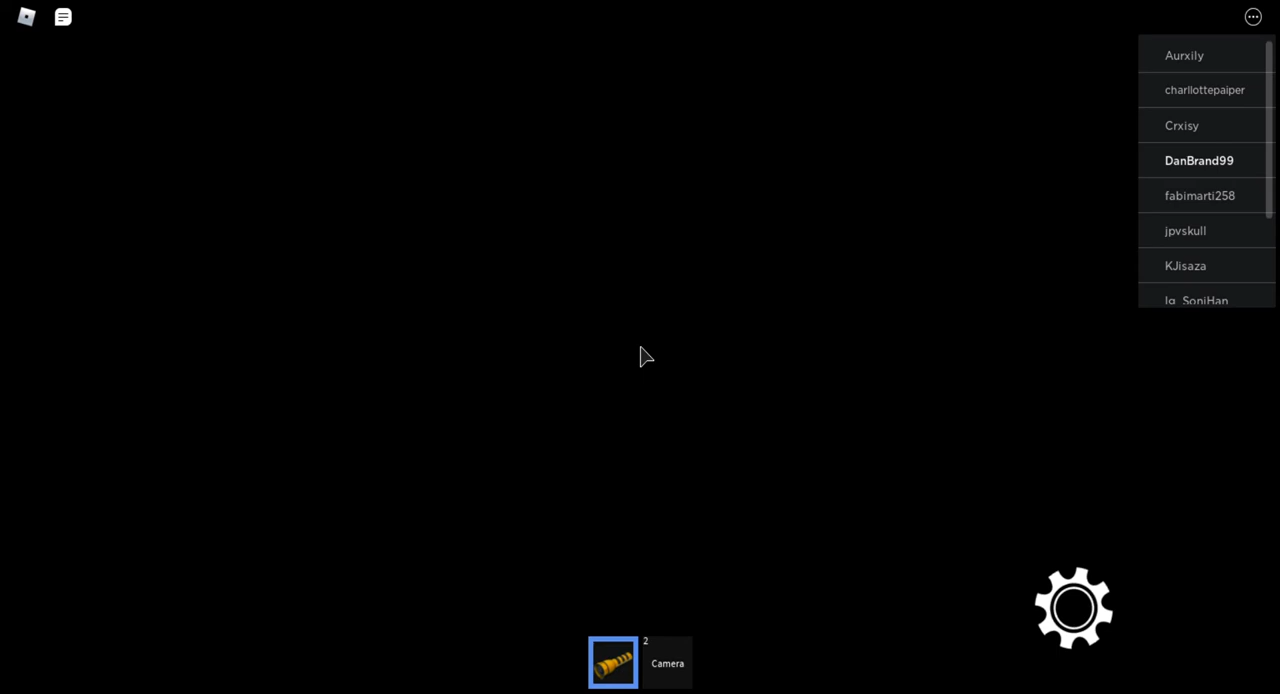 Aurxily
charllottepaiper
Crxisy
DanBrand99
fabimarti258
jpvskull
KJisaza
2
Camera